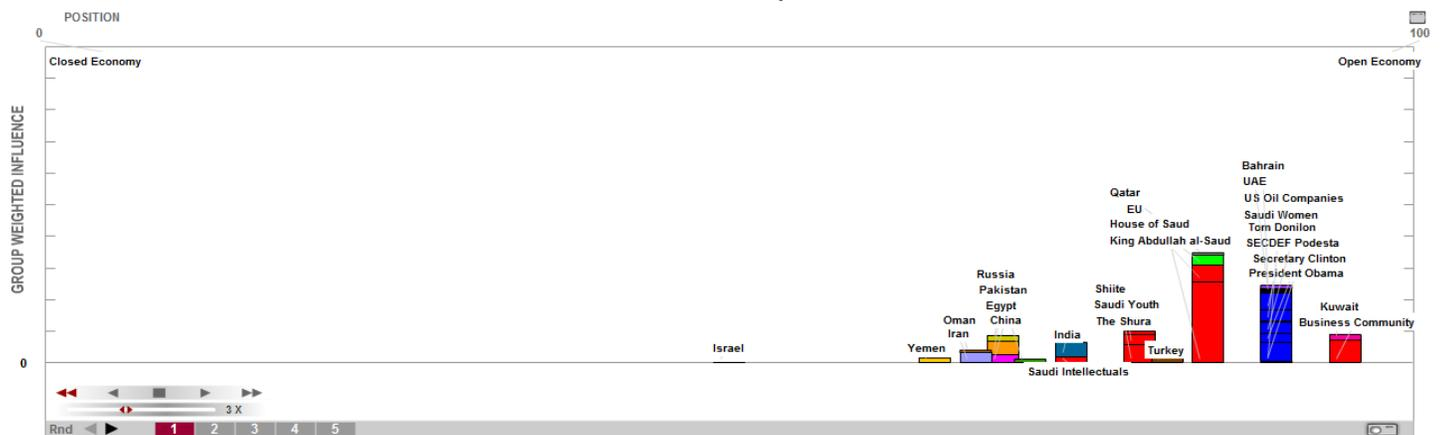 POSITION
0
100
Closed Economy
Open Economy
GROUP WEIGHTED INFLUENCE
Bahrain
UAE
Qatar
US Oil Companies
EU
Saudi Women
House of Saud
Tom Donilon
King Abdullah al-Saud
SECDEF Podesta
Secretary Clinton
Russia
President Obama
Pakistan
Shiite
Egypt
Saudi Youth
Kuwait
Oman
China
The Shura
Business Community
Iran
India
Israel
Yemen
Turkey
0
Saudi Intellectuals
3 X
Rnd 1 2 3 4 5